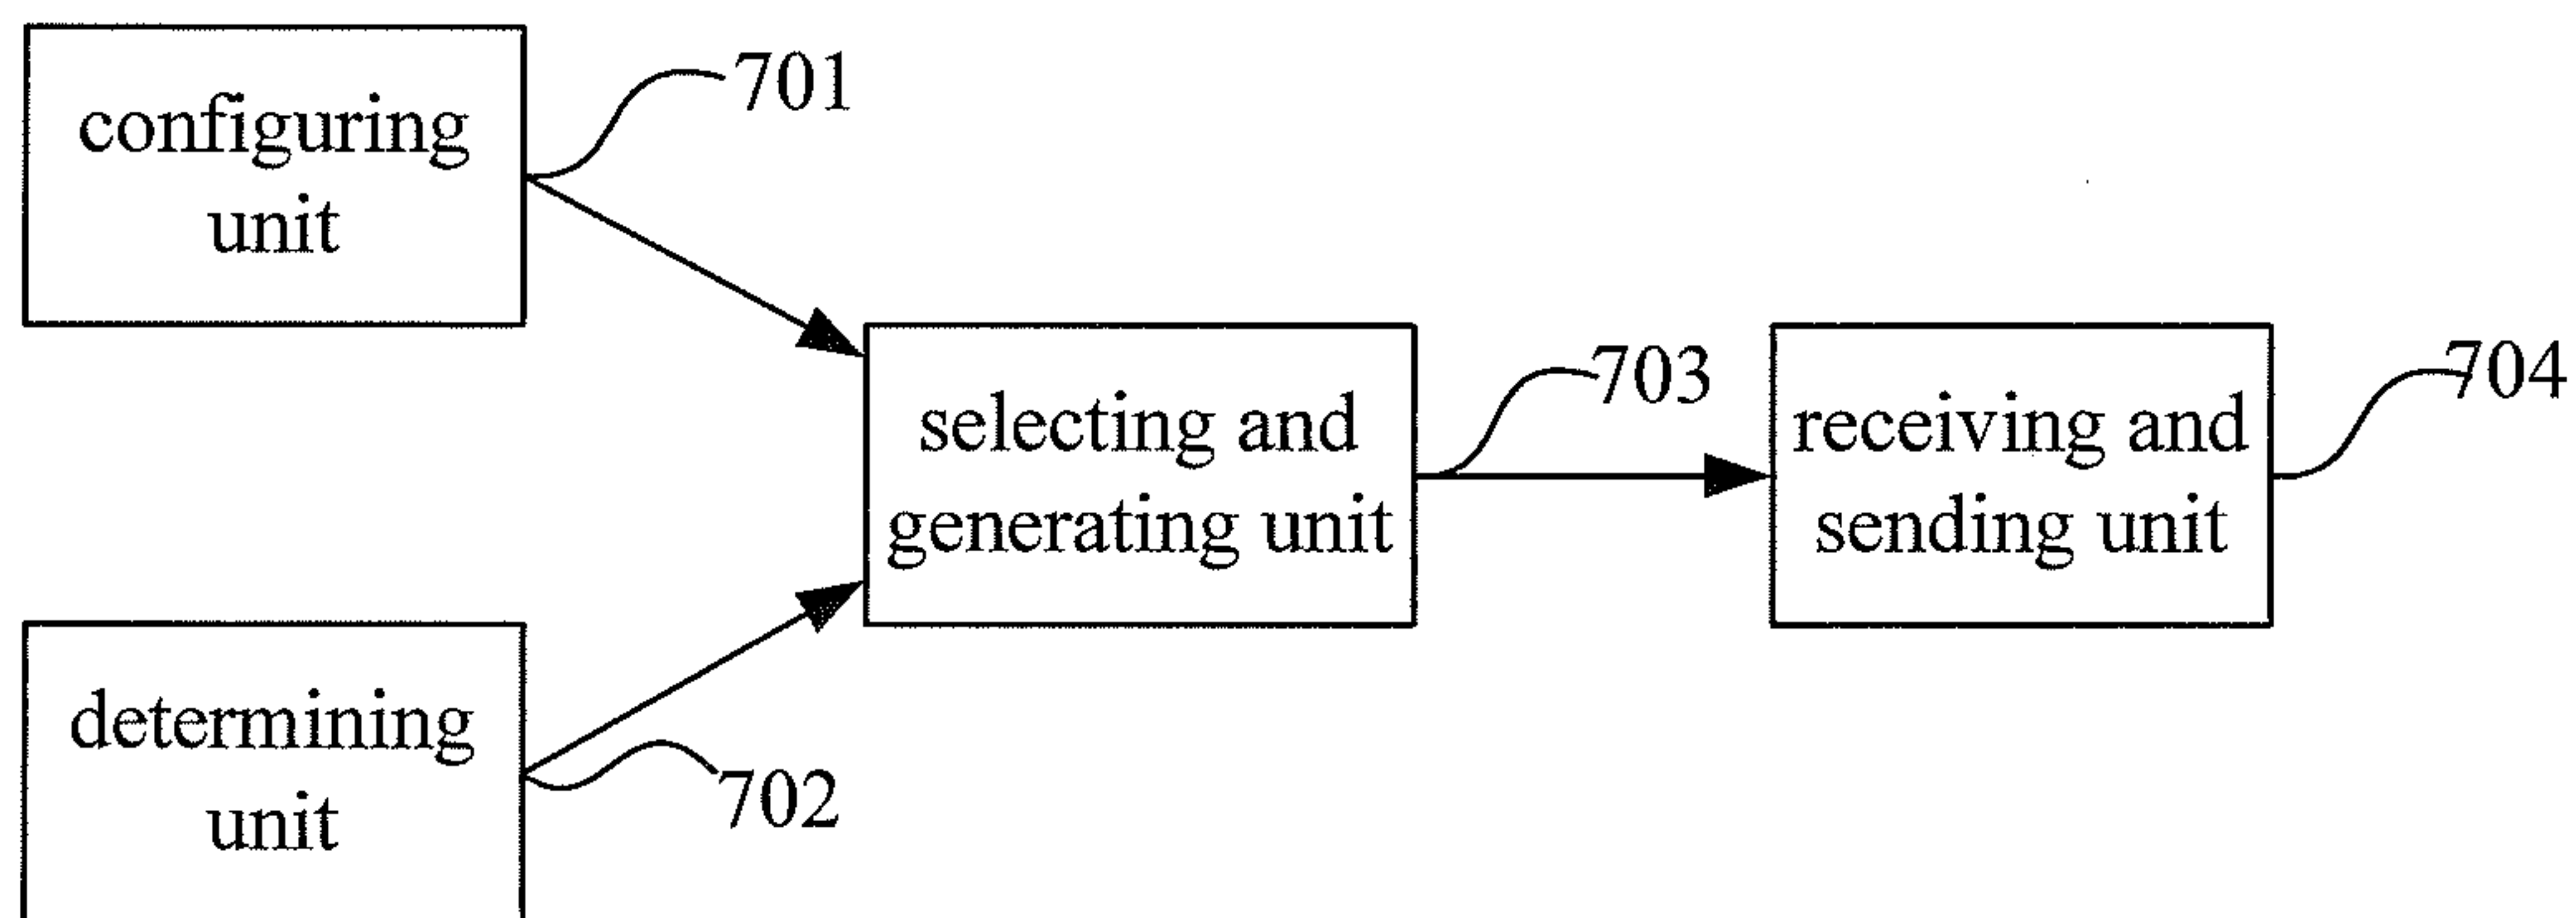 configuring
unit
701
selecting and
generating unit
703
receiving and
sending unit
704
determining
unit
702